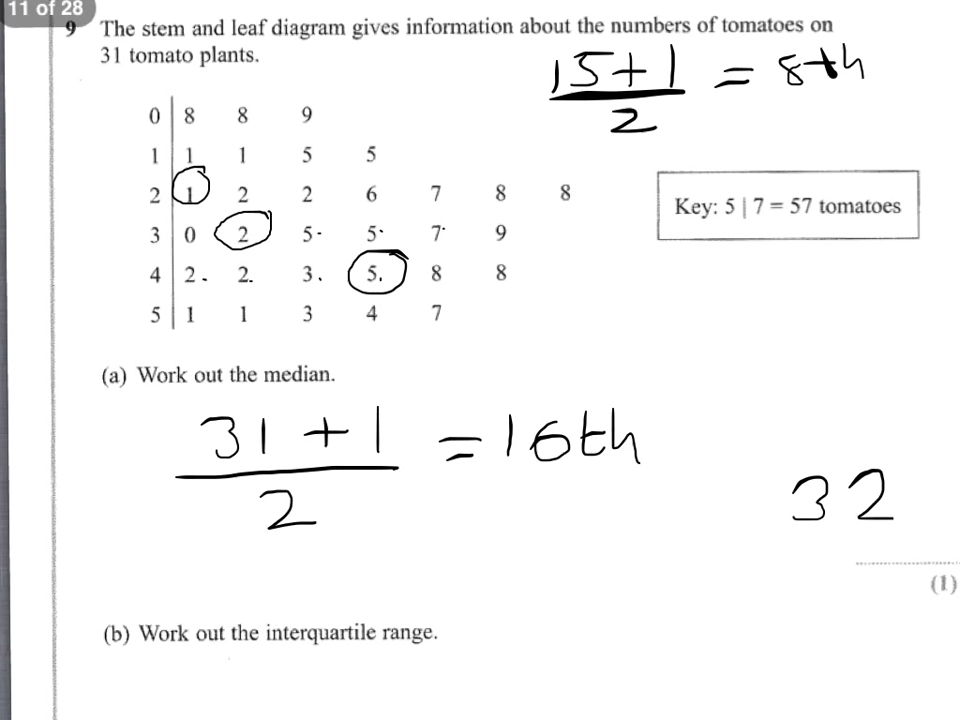 11 of 28
9 The stem and leaf diagram gives information about the numbers of tomatoes on
31 tomato plants.
15+1
2
= 8th
0 8 8 9
1 1 1 5 5
2 1 2 2 6 7 8 8
3 0 2 5 5 7 9
4 2 2 3 5 8 8
5 1 1 3 4 7
Key: 5 | 7 = 57 tomatoes
(a) Work out the median.
31 + 1
2
= 16th
32
(1)
(b) Work out the interquartile range.